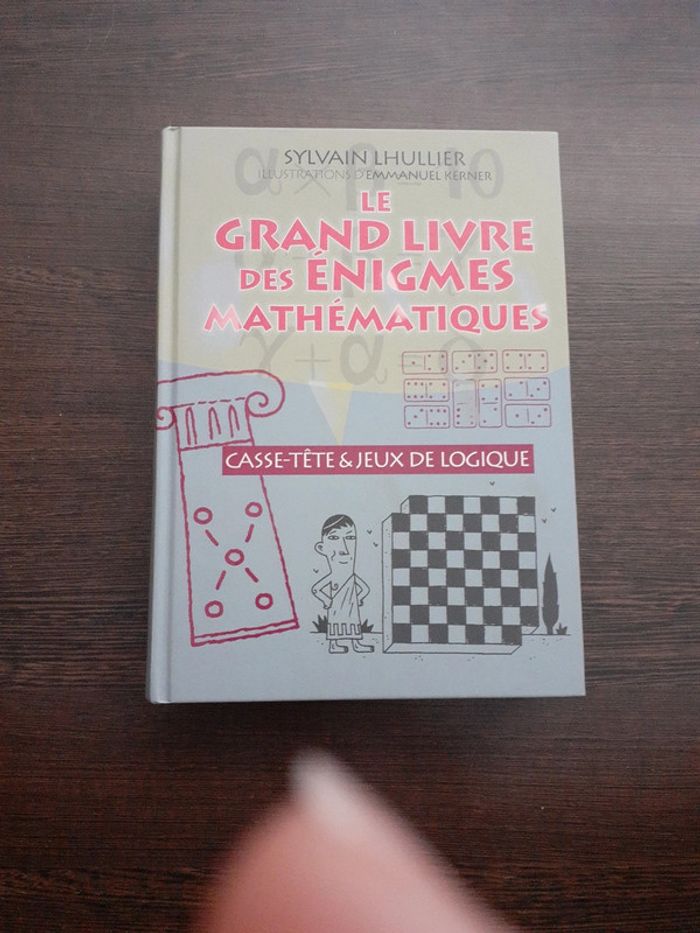 SYLVAIN LHULLIER
ILLUSTRATIONS D'EMMANUEL KERNER
LE
GRAND LIVRE
DES ÉNIGMES
MATHÉMATIQUES
CASSE-TÊTE & JEUX DE LOGIQUE